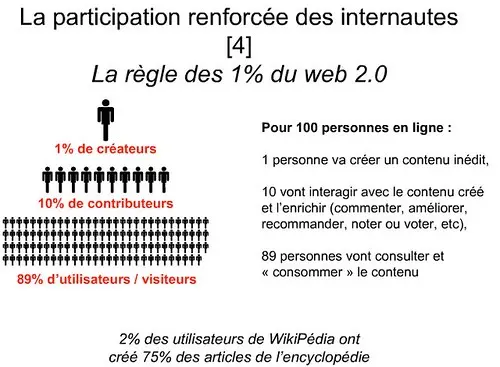 La participation renforcée des internautes
[4]
La règle des 1% du web 2.0
1% de créateurs
10% de contributeurs
89% d'utilisateurs / visiteurs
Pour 100 personnes en ligne :
1 personne va créer un contenu inédit,
10 vont interagir avec le contenu créé
et l'enrichir (commenter, améliorer,
recommander, noter ou voter, etc),
89 personnes vont consulter et
« consommer » le contenu
2% des utilisateurs de WikiPédia ont
créé 75% des articles de l'encyclopédie